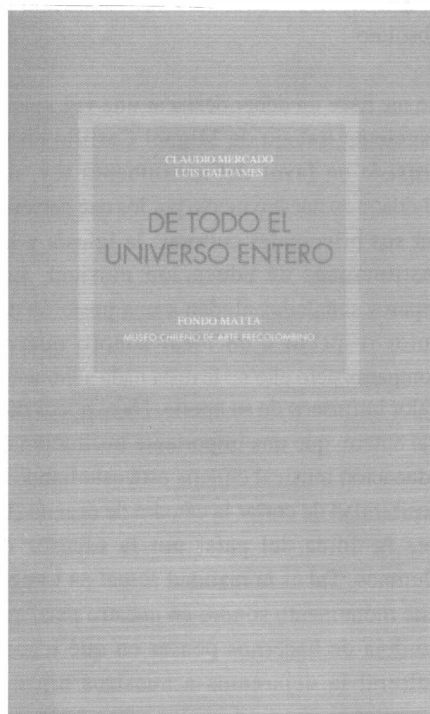 CLAUDIO MERCADO
LUIS GALDAMES
DE TODO EL
UNIVERSO ENTERO
FONDO MATTA
MUSEO CHILENO DE ARTE PRECOLOMBINO